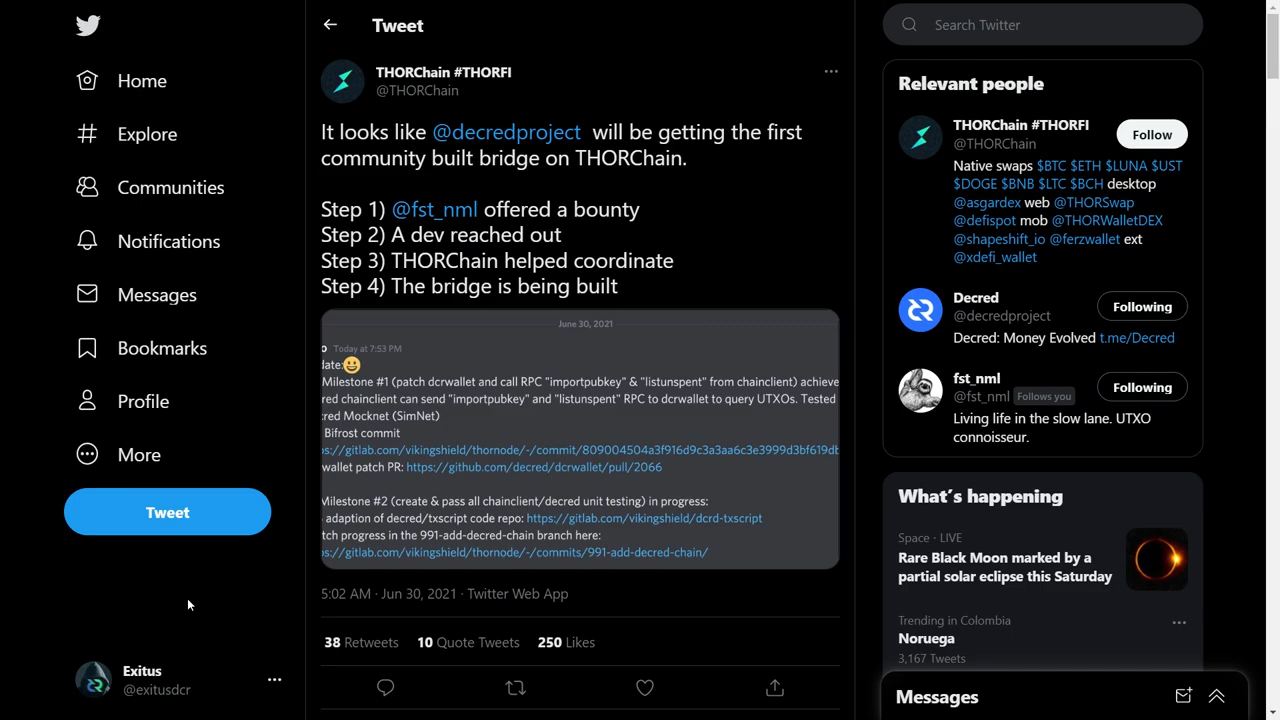 Home
Explore
Communities
Notifications
Messages
Bookmarks
Profile
More
Tweet
Exitus
@exitusdcr
Tweet
THORChain #THORFI
@THORChain
It looks like @decredproject will be getting the first
community built bridge on THORChain.
Step 1) @fst_nml offered a bounty
Step 2) A dev reached out
Step 3) THORChain helped coordinate
Step 4) The bridge is being built
June 30, 2021
o Today at 7:53 PM
date:
Milestone #1 (patch dcrwallet and call RPC "importpubkey" & "listunspent" from chainclient) achieve
red chainclient can send "importpubkey" and "listunspent" RPC to dcrwallet to query UTXOs. Tested
red Mocknet (SimNet)
Bifrost commit
s://gitlab.com/vikingshield/thornode/-/commit/809004504a3f916d9c3a3aa6c3e3999d3bf619db
wallet patch PR: https://github.com/decred/dcrwallet/pull/2066
Milestone #2 (create & pass all chainclient/decred unit testing) in progress:
adaption of decred/txscript code repo: https://gitlab.com/vikingshield/dcrd-txscript
tch progress in the 991-add-decred-chain branch here:
s://gitlab.com/vikingshield/thornode/-/commits/991-add-decred-chain/
5:02 AM · Jun 30, 2021 · Twitter Web App
38 Retweets 10 Quote Tweets 250 Likes
Search Twitter
Relevant people
THORChain #THORFI
@THORChain
Follow
Native swaps $BTC $ETH $LUNA $UST
$DOGE $BNB $LTC $BCH desktop
@asgardex web @THORSwap
@defispot mob @THORWalletDEX
@shapeshift_io @ferzwallet ext
@xdefi_wallet
Decred
@decredproject
Following
Decred: Money Evolved t.me/Decred
fst_nml
@fst_nml Follows you
Following
Living life in the slow lane. UTXO
connoisseur.
What's happening
Space · LIVE
Rare Black Moon marked by a
partial solar eclipse this Saturday
Trending in Colombia
Noruega
3,167 Tweets
Messages